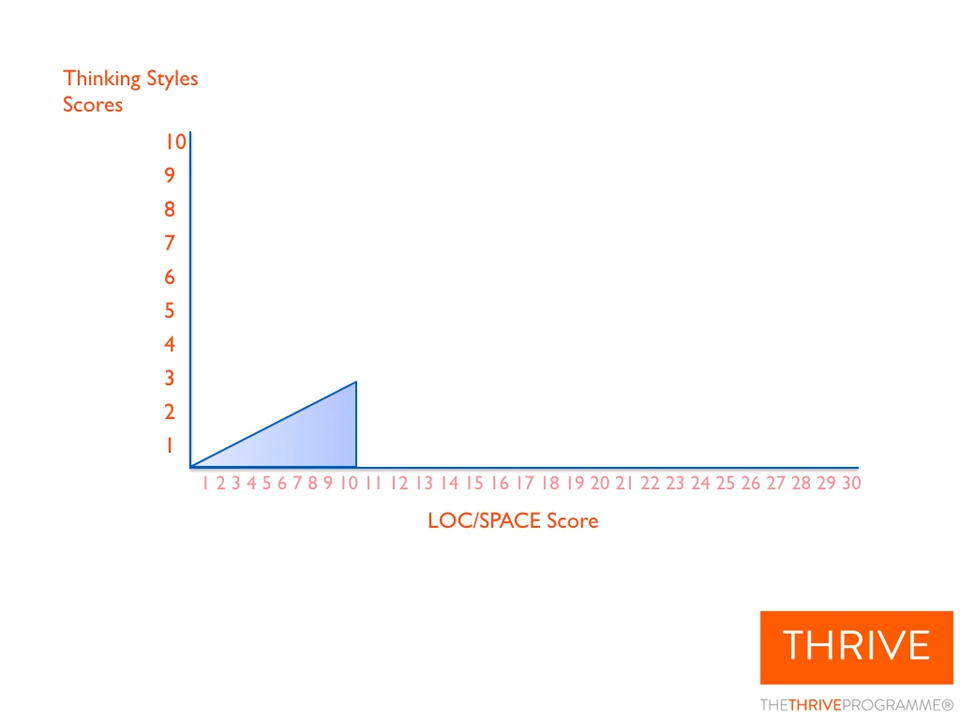 Thinking Styles
Scores
10
9
8
7
6
5
4
3
2
1
1 2 3 4 5 6 7 8 9 10 11 12 13 14 15 16 17 18 19 20 21 22 23 24 25 26 27 28 29 30
LOC/SPACE Score
THRIVE
THETHRIVEPROGRAMME®